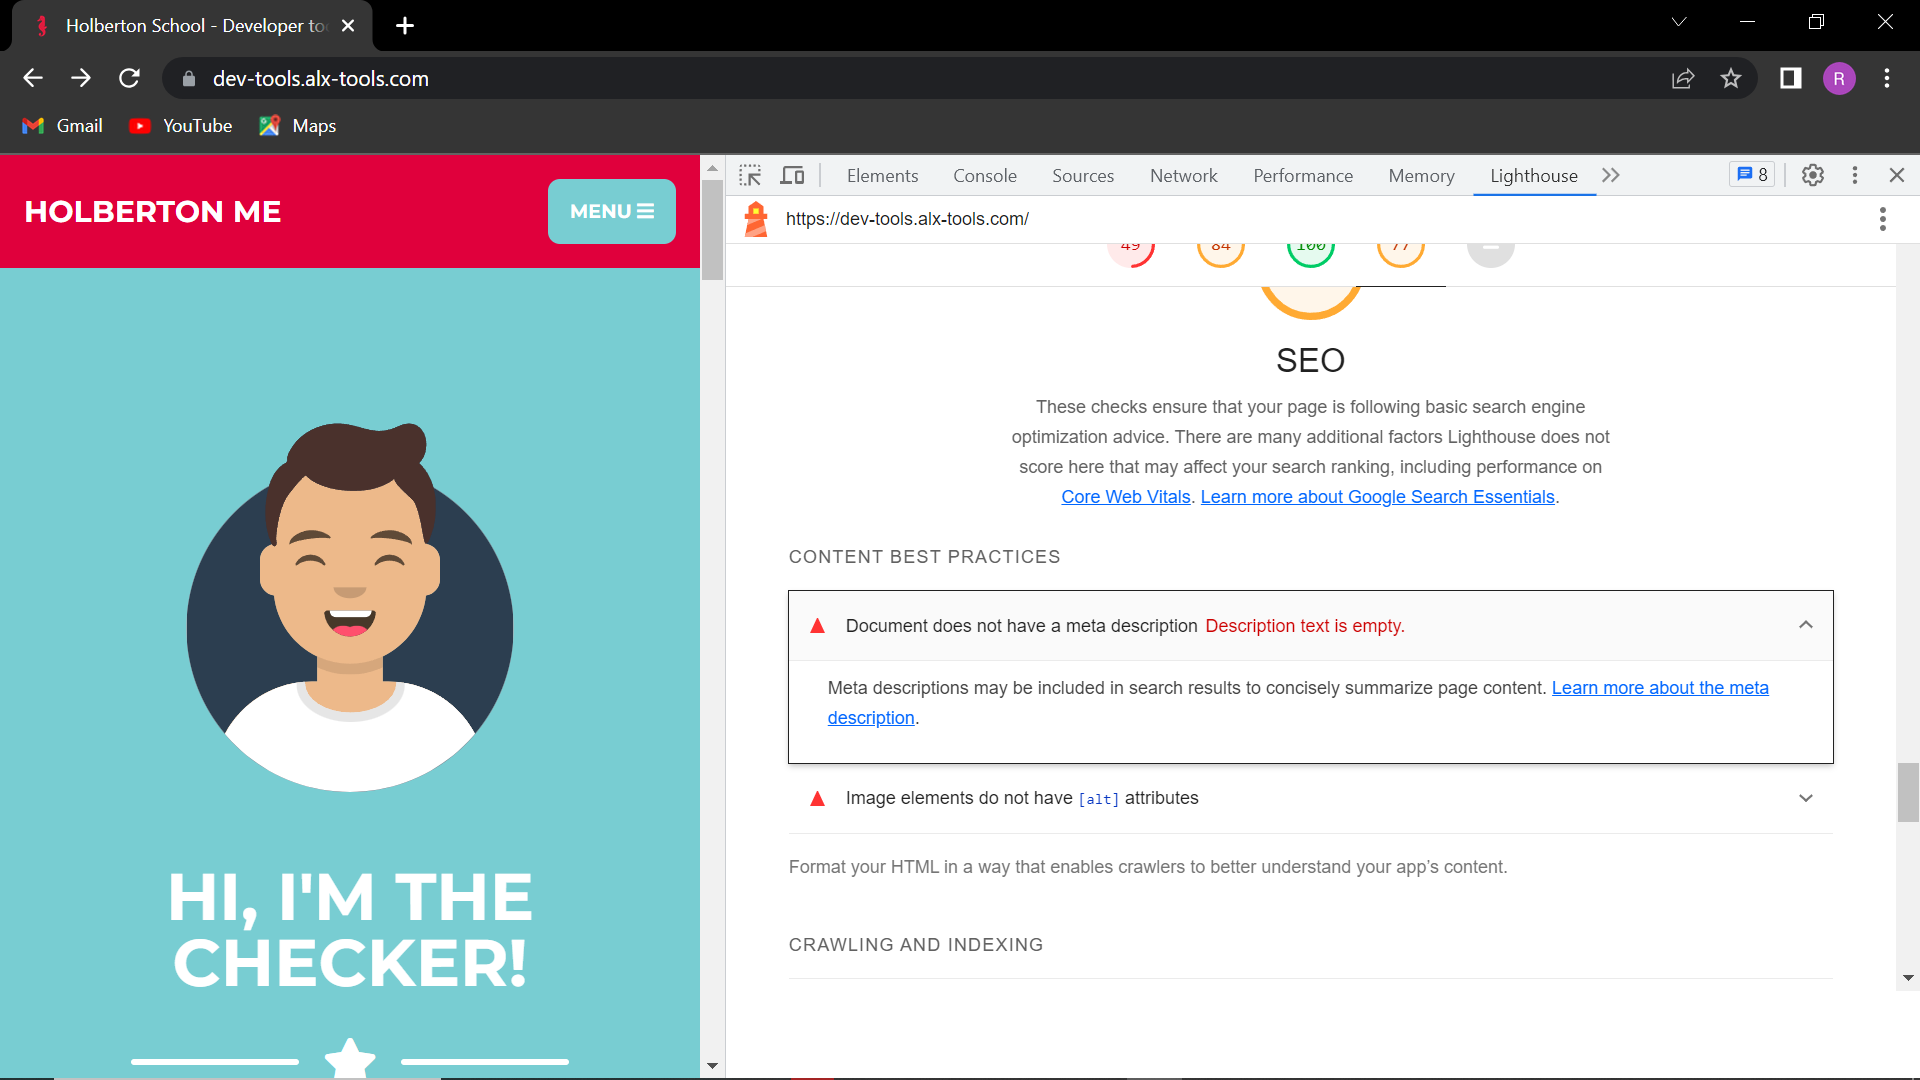 Holberton School - Developer to
dev-tools.alx-tools.com
R
Gmail
YouTube
Maps
HOLBERTON ME
MENU
HI, I'M THE
CHECKER!
Elements
Console
Sources
Network
Performance
Memory
Lighthouse
8
https://dev-tools.alx-tools.com/
49
84
100
77
SEO
These checks ensure that your page is following basic search engine
optimization advice. There are many additional factors Lighthouse does not
score here that may affect your search ranking, including performance on
Core Web Vitals. Learn more about Google Search Essentials.
CONTENT BEST PRACTICES
Document does not have a meta description Description text is empty.
Meta descriptions may be included in search results to concisely summarize page content. Learn more about the meta
description.
Image elements do not have [alt] attributes
Format your HTML in a way that enables crawlers to better understand your app's content.
CRAWLING AND INDEXING